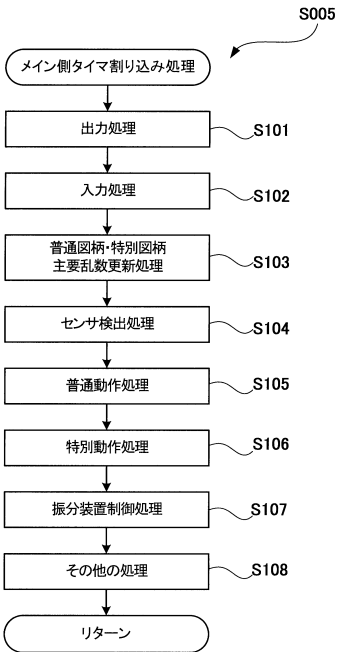 S005
メイン側タイマ割り込み処理
出力処理
S101
入力処理
S102
普通図柄・特別図柄
主要乱数更新処理
S103
センサ検出処理
S104
普通動作処理
S105
特別動作処理
S106
振分装置制御処理
S107
その他の処理
S108
リターン